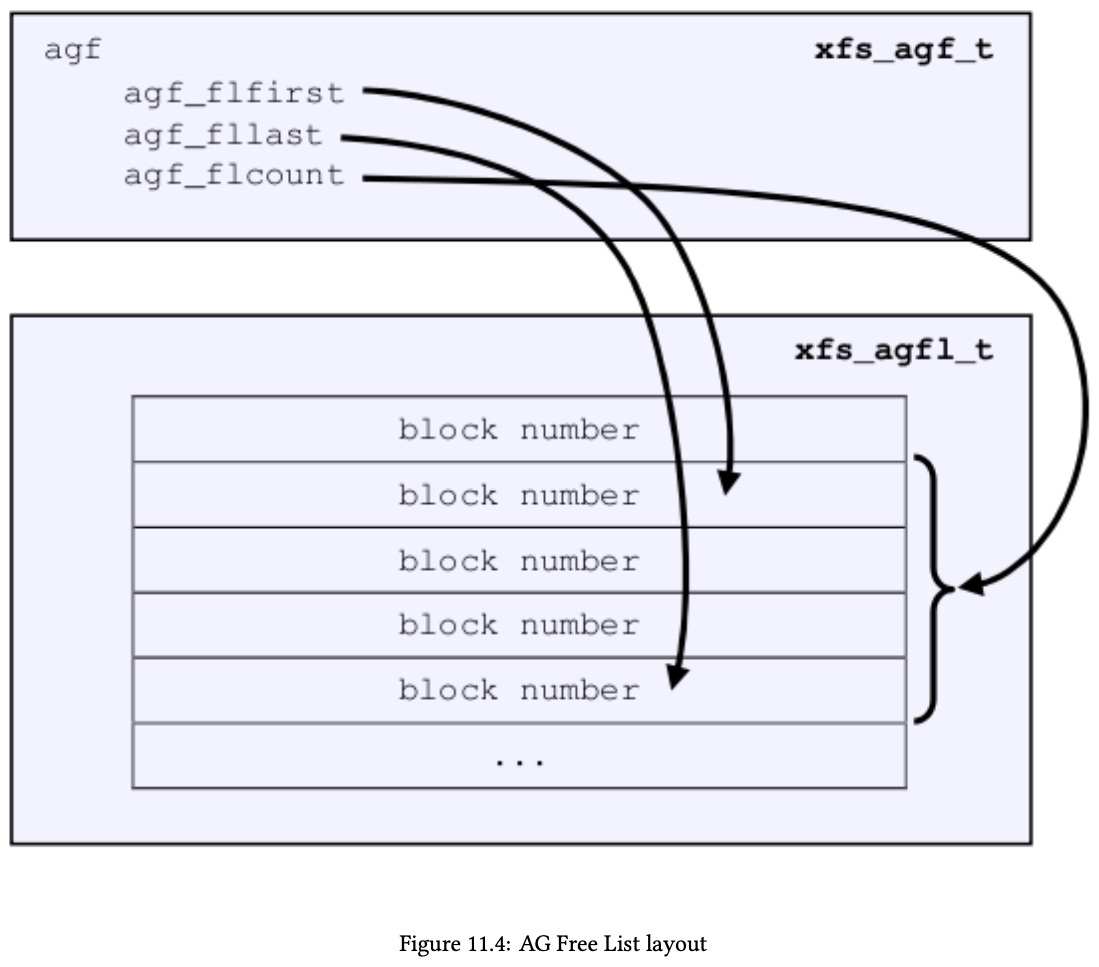 agf xfs_agf_t
agf_flfirst
agf_fllast
agf_flcount
xfs_agfl_t
block number
block number
block number
block number
block number
...
Figure 11.4: AG Free List layout